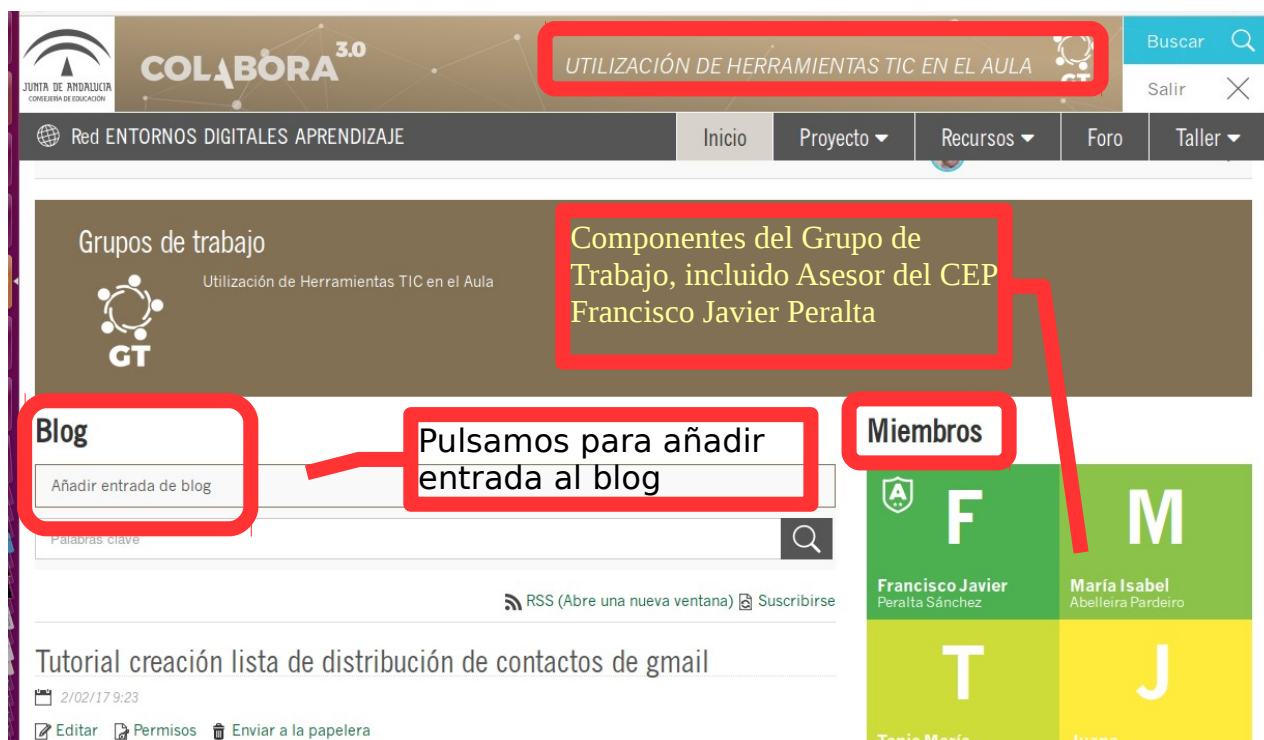 JUNTA DE ANDALUCIA
CONSEJERÍA DE EDUCACIÓN
COLABORA 3.0
UTILIZACIÓN DE HERRAMIENTAS TIC EN EL AULA
GT
Buscar
Salir
Red ENTORNOS DIGITALES APRENDIZAJE
Inicio
Proyecto
Recursos
Foro
Taller
Grupos de trabajo
Utilización de Herramientas TIC en el Aula
GT
Componentes del Grupo de
Trabajo, incluido Asesor del CEP
Francisco Javier Peralta
Blog
Pulsamos para añadir
entrada al blog
Añadir entrada de blog
Palabras clave
RSS (Abre una nueva ventana) Suscribirse
Tutorial creación lista de distribución de contactos de gmail
2/02/17 9:23
Editar Permisos Enviar a la papelera
Miembros
A
F
Francisco Javier
Peralta Sánchez
M
María Isabel
Abelleira Pardeiro
T
J